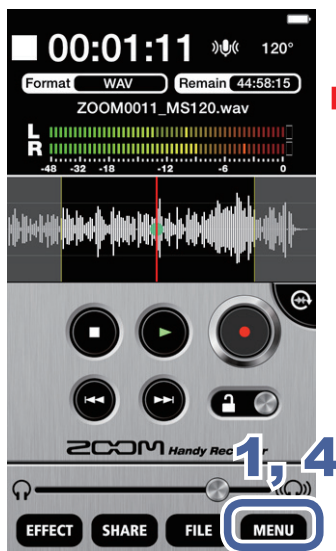 00:01:11 120°
Format WAV Remain 44:58:15
ZOOM0011_MS120.wav
L
R
-48 -32 -18 -12 -6 0
ZOOM Handy Recorder
1, 4
EFFECT SHARE FILE MENU